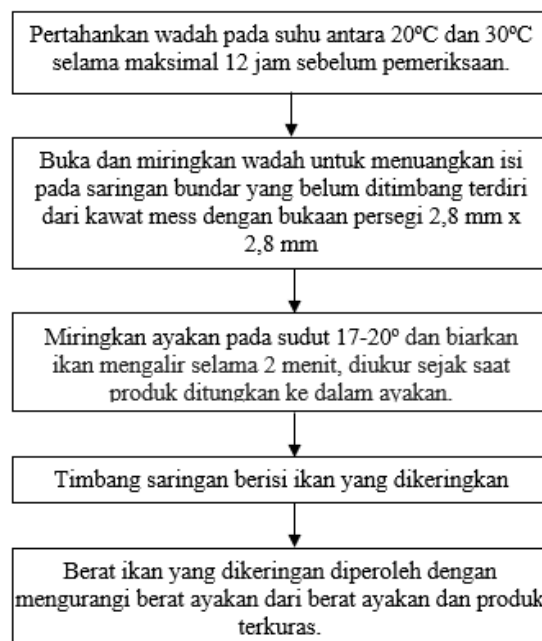 Pertahankan wadah pada suhu antara 20ºC dan 30ºC
selama maksimal 12 jam sebelum pemeriksaan.
Buka dan miringkan wadah untuk menuangkan isi
pada saringan bundar yang belum ditimbang terdiri
dari kawat mess dengan bukaan persegi 2,8 mm x
2,8 mm
Miringkan ayakan pada sudut 17-20º dan biarkan
ikan mengalir selama 2 menit, diukur sejak saat
produk ditungkan ke dalam ayakan.
Timbang saringan berisi ikan yang dikeringkan
Berat ikan yang dikeringan diperoleh dengan
mengurangi berat ayakan dari berat ayakan dan produk
terkuras.